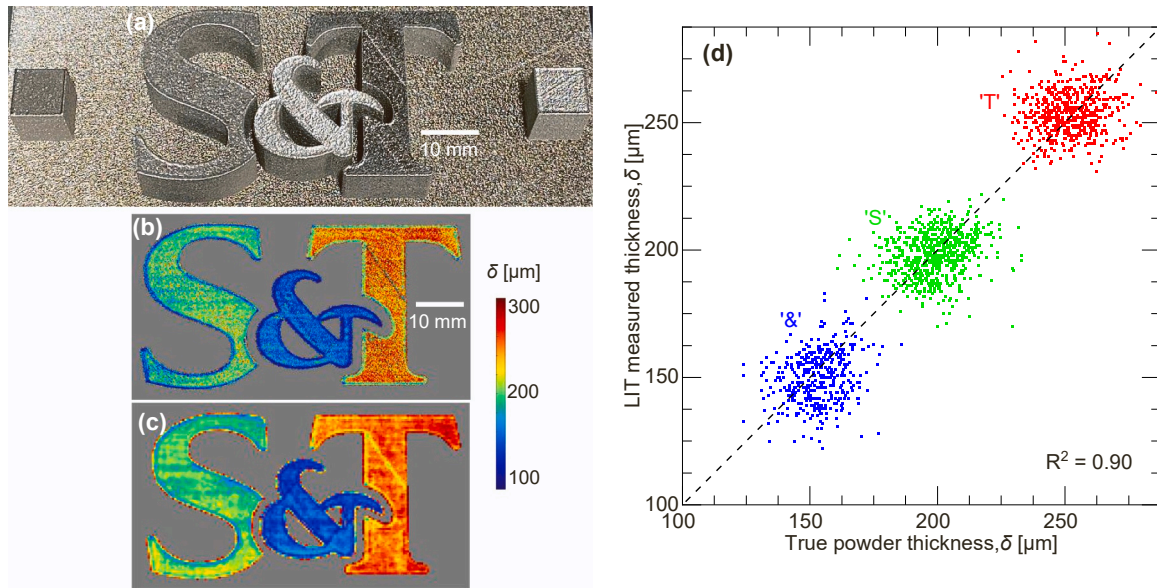 (a)
S&T
10 mm
(b)
S&T
10 mm
(c)
S&T
δ [µm]
300
200
100
(d)
LIT measured thickness,δ [µm]
250
200
150
100
'T'
'S'
'&'
R² = 0.90
100
150
200
250
True powder thickness,δ [µm]